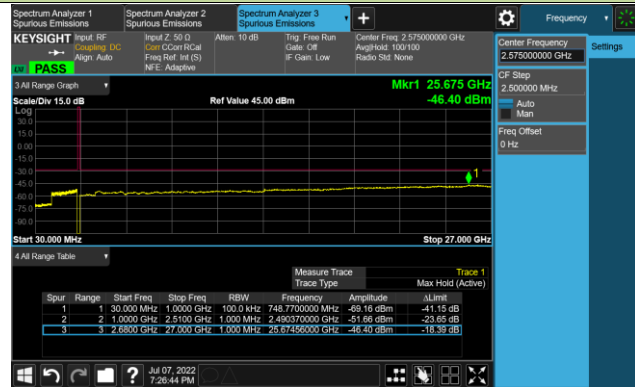 Spectrum Analyzer 1
Spurious Emissions
Spectrum Analyzer 2
Spurious Emissions
Spectrum Analyzer 3
Spurious Emissions
Frequency
KEYSIGHT
Input: RF
Coupling: DC
Align: Auto
Input Z: 50 Ω
Corr CCorr RCal
Freq Ref: Int (S)
NFE: Adaptive
Atten: 10 dB
Trig: Free Run
Gate: Off
IF Gain: Low
Center Freq: 2.575000000 GHz
Avg|Hold: 100/100
Radio Std: None
PASS
Center Frequency
2.575000000 GHz
Settings
CF Step
2.500000 MHz
Auto
Man
Freq Offset
0 Hz
3 All Range Graph
Mkr1 25.675 GHz
Scale/Div 15.0 dB
Ref Value 45.00 dBm
-46.40 dBm
Log
30.0
15.0
0.00
-15.0
-30.0
-45.0
-60.0
-75.0
-90.0
1
Start 30.000 MHz
Stop 27.000 GHz
4 All Range Table
Measure Trace Trace 1
Trace Type Max Hold (Active)
Spur Range Start Freq Stop Freq RBW Frequency Amplitude ΔLimit
1 1 30.000 MHz 1.0000 GHz 100.0 kHz 748.7700000 MHz -69.16 dBm -41.15 dB
2 2 1.0000 GHz 2.5100 GHz 1.000 MHz 2.490370000 GHz -51.66 dBm -23.65 dB
3 3 2.6800 GHz 27.000 GHz 1.000 MHz 25.67456000 GHz -46.40 dBm -18.39 dB
?
Jul 07, 2022
7:26:44 PM